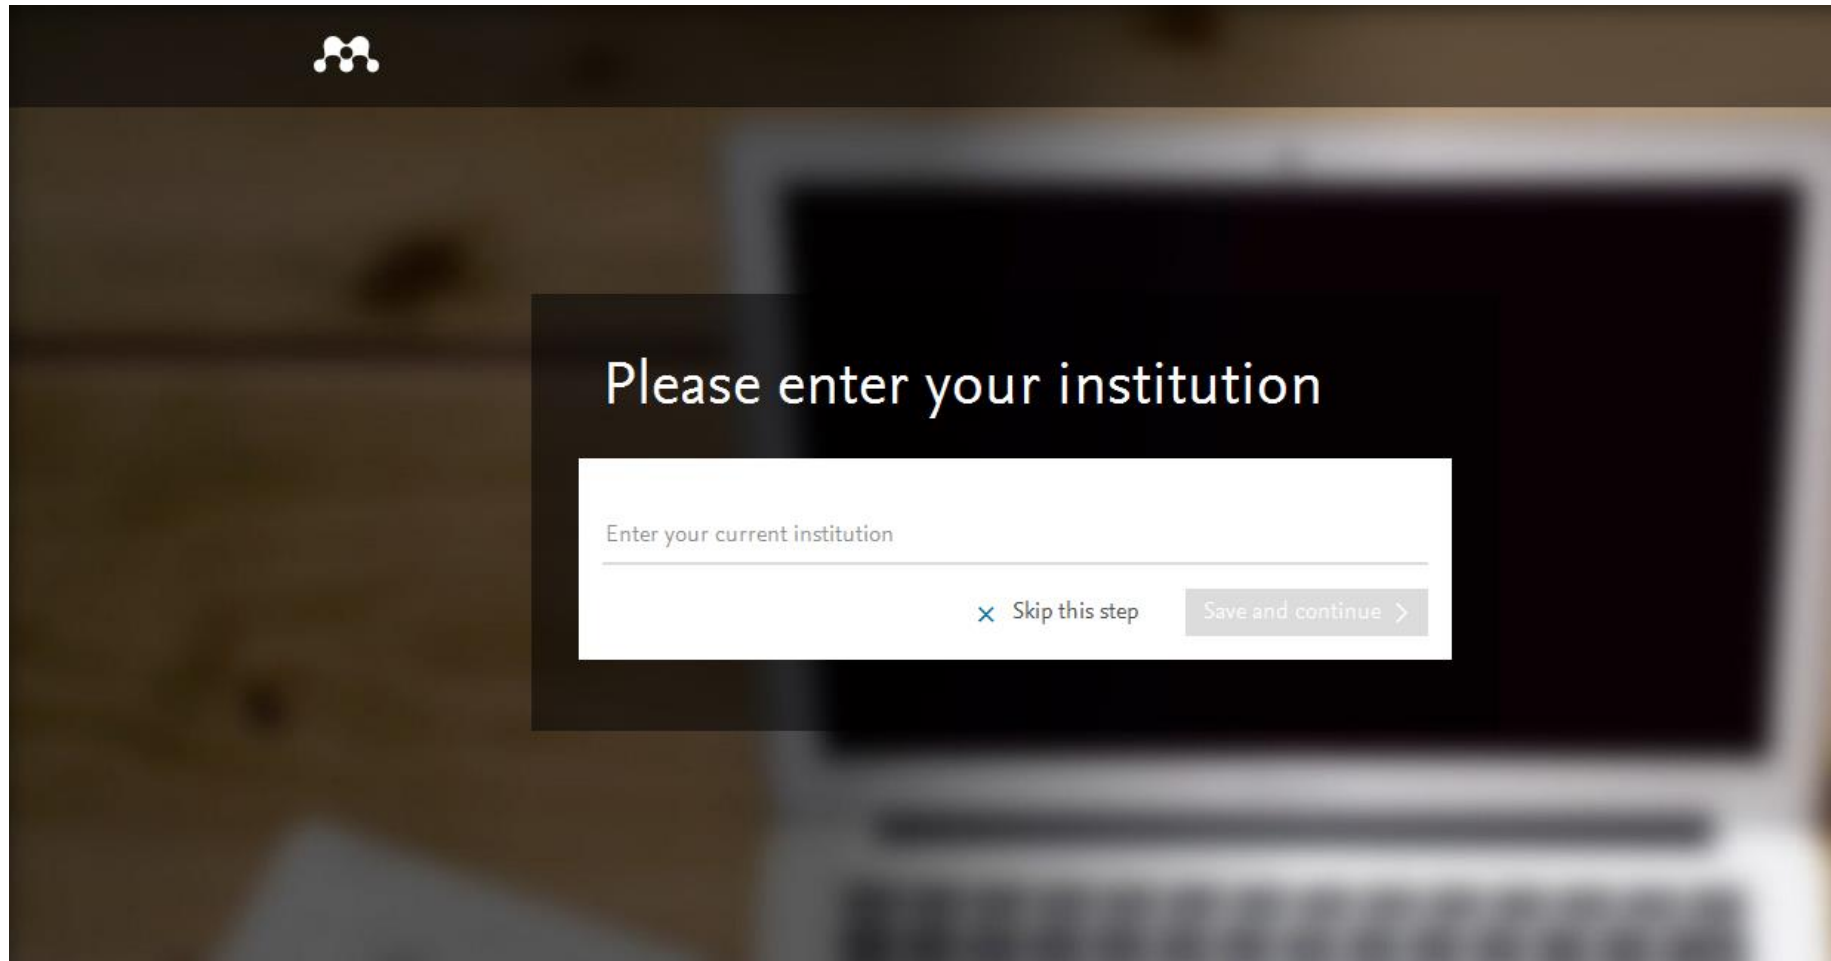 Please enter your institution
Enter your current institution
Skip this step
Save and continue